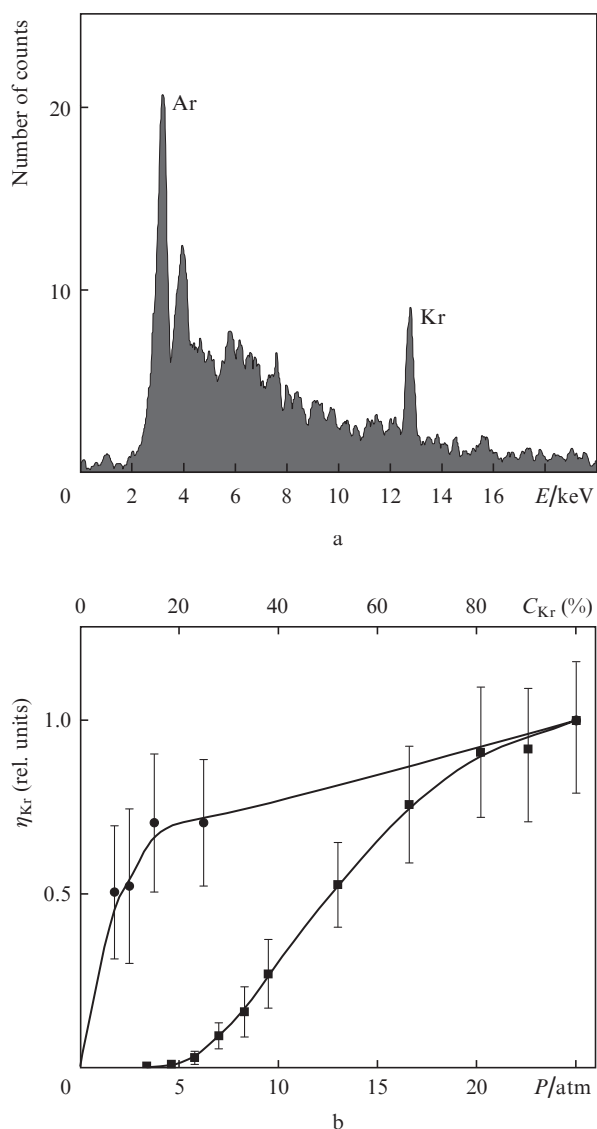 Number of counts
20
10
Ar
Kr
0 2 4 6 8 10 12 14 16 E/keV
a
0 20 40 60 80 C_Kr (%)
η_Kr (rel. units)
1.0
0.5
0 5 10 15 20 P/atm
b